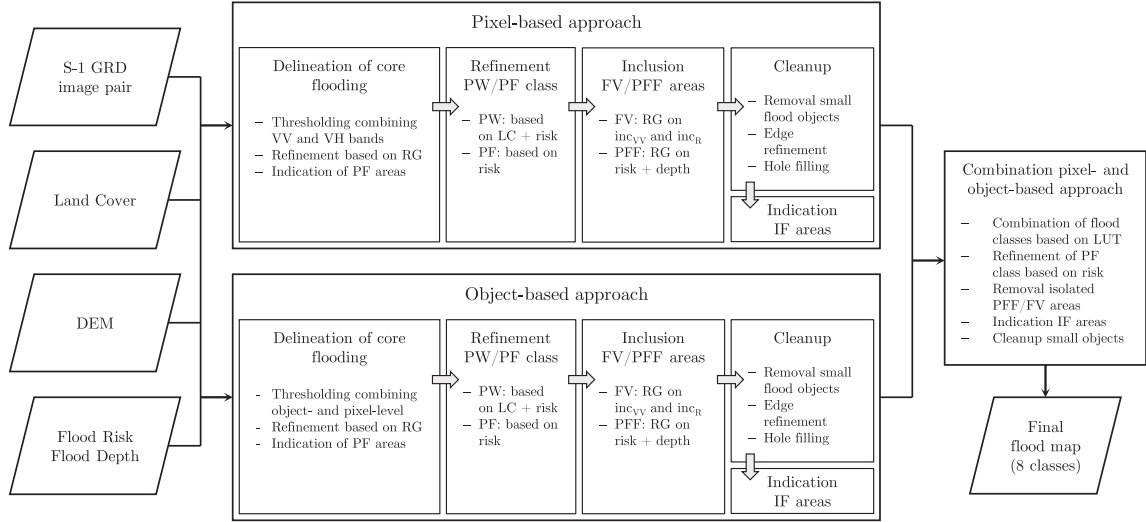 S-1 GRD
image pair
Land Cover
DEM
Flood Risk
Flood Depth
Pixel-based approach
Delineation of core
flooding
– Thresholding combining
VV and VH bands
– Refinement based on RG
– Indication of PF areas
Refinement
PW/PF class
– PW: based
on LC + risk
– PF: based on
risk
Inclusion
FV/PFF areas
– FV: RG on
incVV and incR
– PFF: RG on
risk + depth
Cleanup
– Removal small
flood objects
– Edge
refinement
– Hole filling
Indication
IF areas
Object-based approach
Delineation of core
flooding
- Thresholding combining
object- and pixel-level
- Refinement based on RG
- Indication of PF areas
Refinement
PW/PF class
– PW: based
on LC + risk
– PF: based on
risk
Inclusion
FV/PFF areas
– FV: RG on
incVV and incR
– PFF: RG on
risk + depth
Cleanup
– Removal small
flood objects
– Edge
refinement
– Hole filling
Indication
IF areas
Combination pixel- and
object-based approach
– Combination of flood
classes based on LUT
– Refinement of PF
class based on risk
– Removal isolated
PFF/FV areas
– Indication IF areas
– Cleanup small objects
Final
flood map
(8 classes)